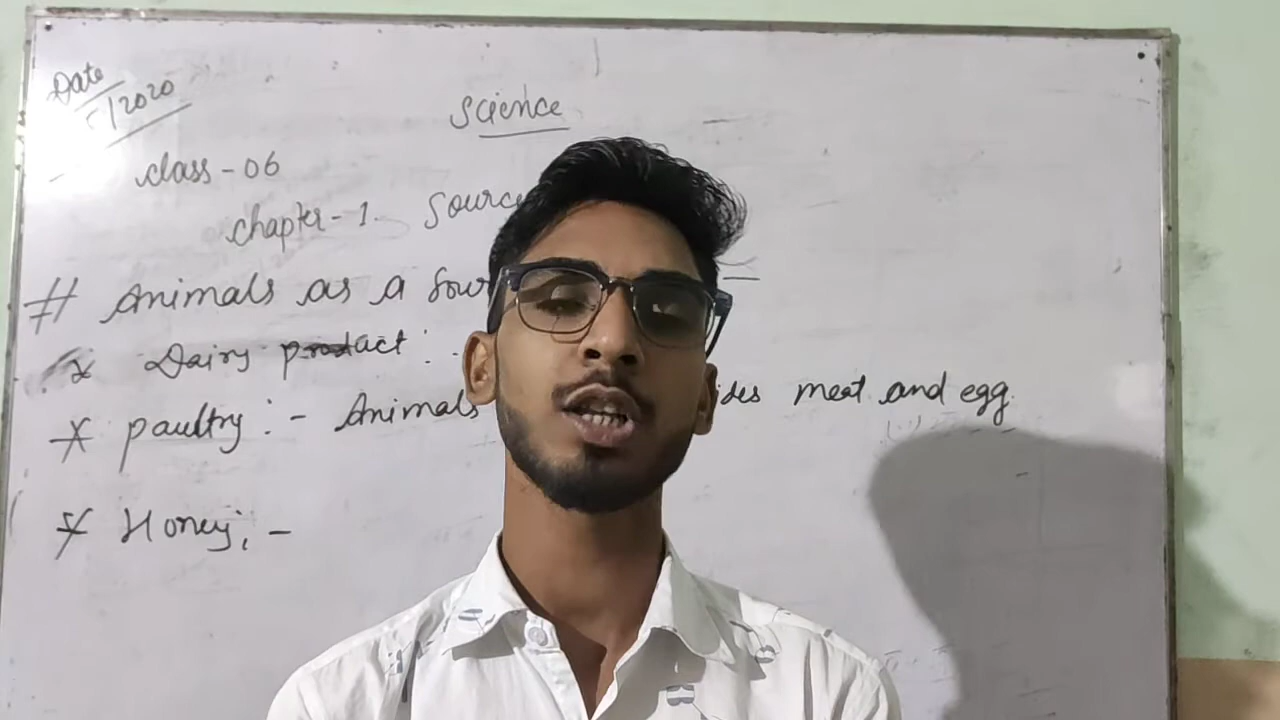 Date
/2020
Science
class - 06
chapter - 1. Sourc
# Animals as a Sour
* Dairy product : -
* paultry : - Animals ides meat and egg.
* Honey; -